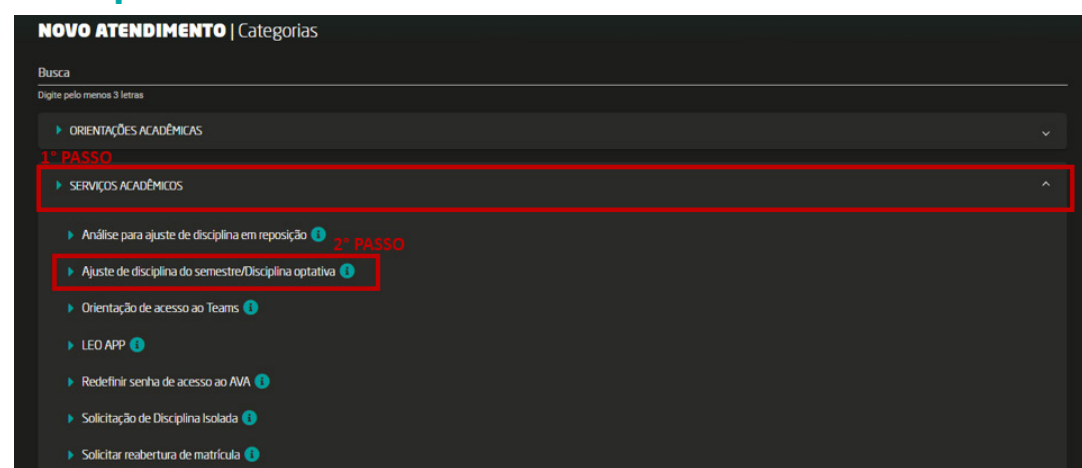 NOVO ATENDIMENTO | Categorias
Busca
Digite pelo menos 3 letras
ORIENTAÇÕES ACADÊMICAS
1° PASSO
SERVIÇOS ACADÊMICOS
Análise para ajuste de disciplina em reposição
2° PASSO
Ajuste de disciplina do semestre/Disciplina optativa
Orientação de acesso ao Teams
LEO APP
Redefinir senha de acesso ao AVA
Solicitação de Disciplina Isolada
Solicitar reabertura de matrícula